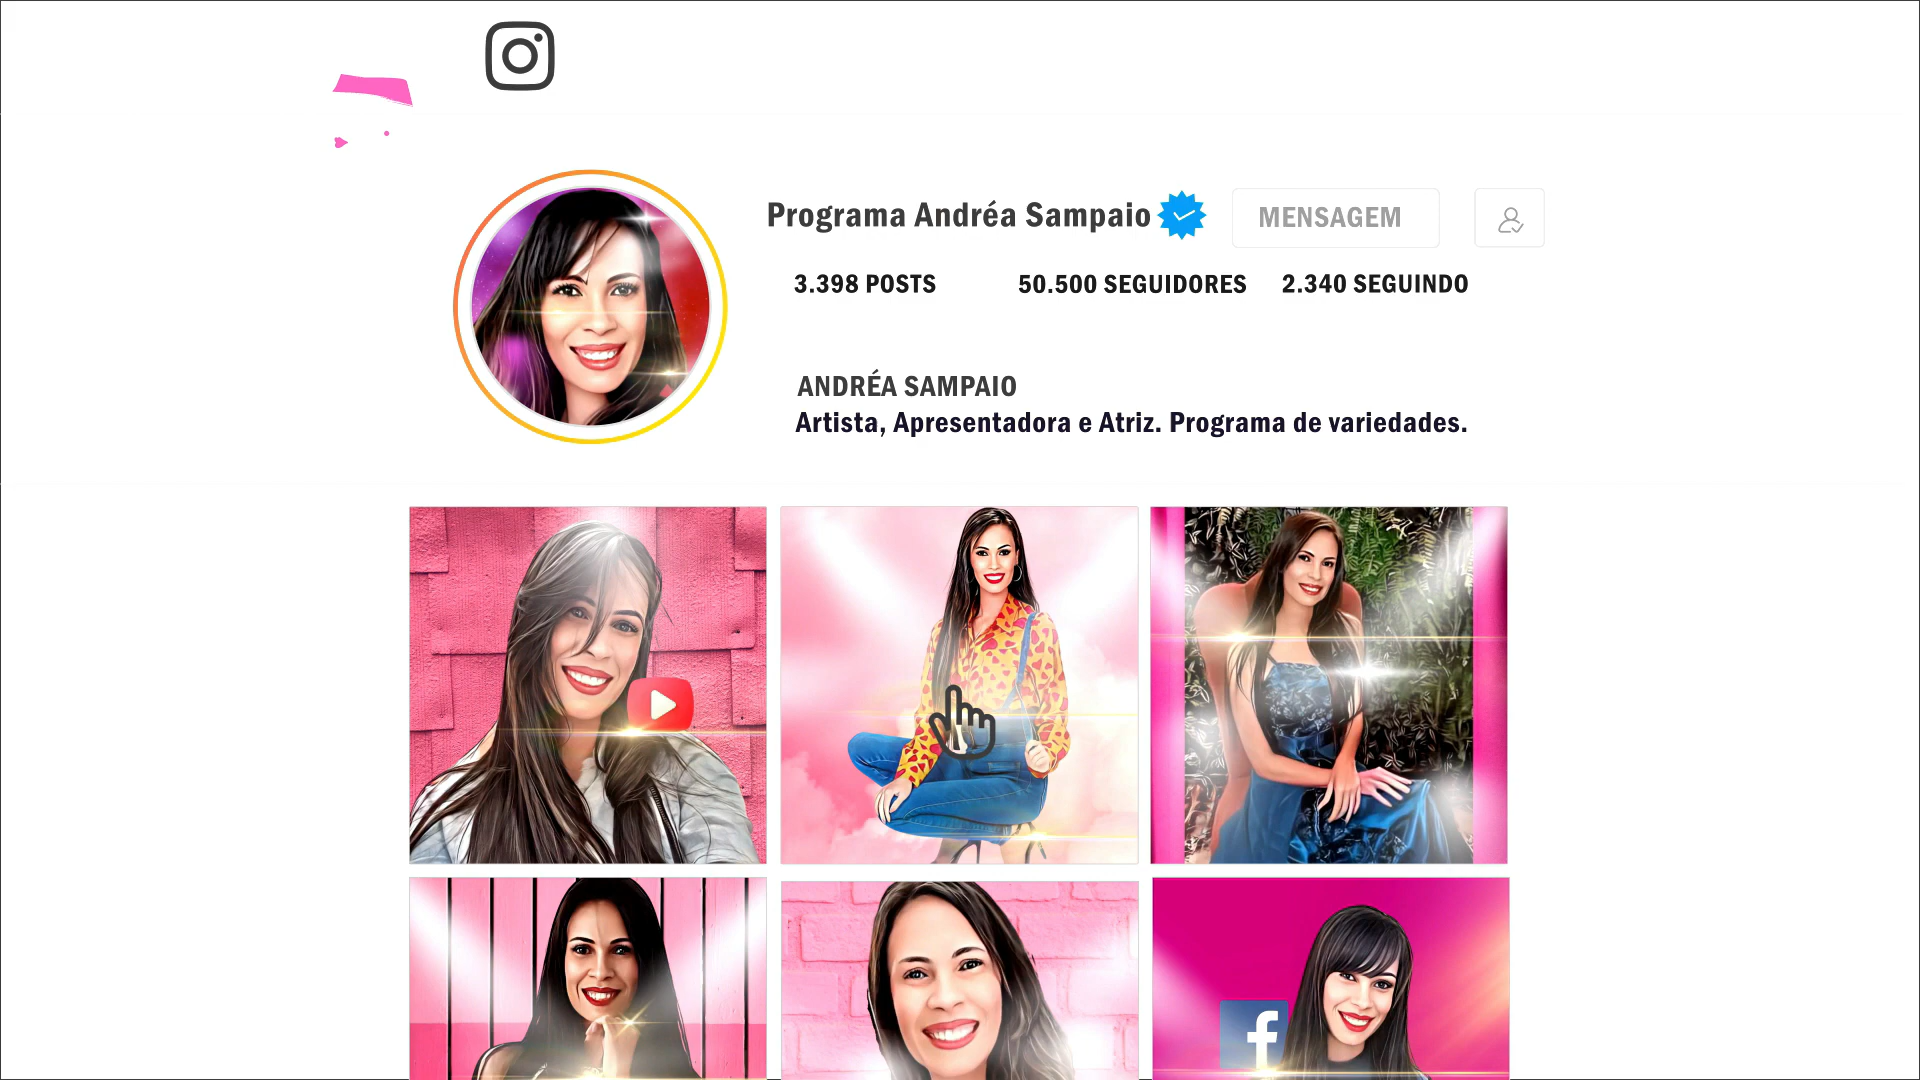 Programa Andréa Sampaio
MENSAGEM
3.398 POSTS
50.500 SEGUIDORES
2.340 SEGUINDO
ANDRÉA SAMPAIO
Artista, Apresentadora e Atriz. Programa de variedades.
f